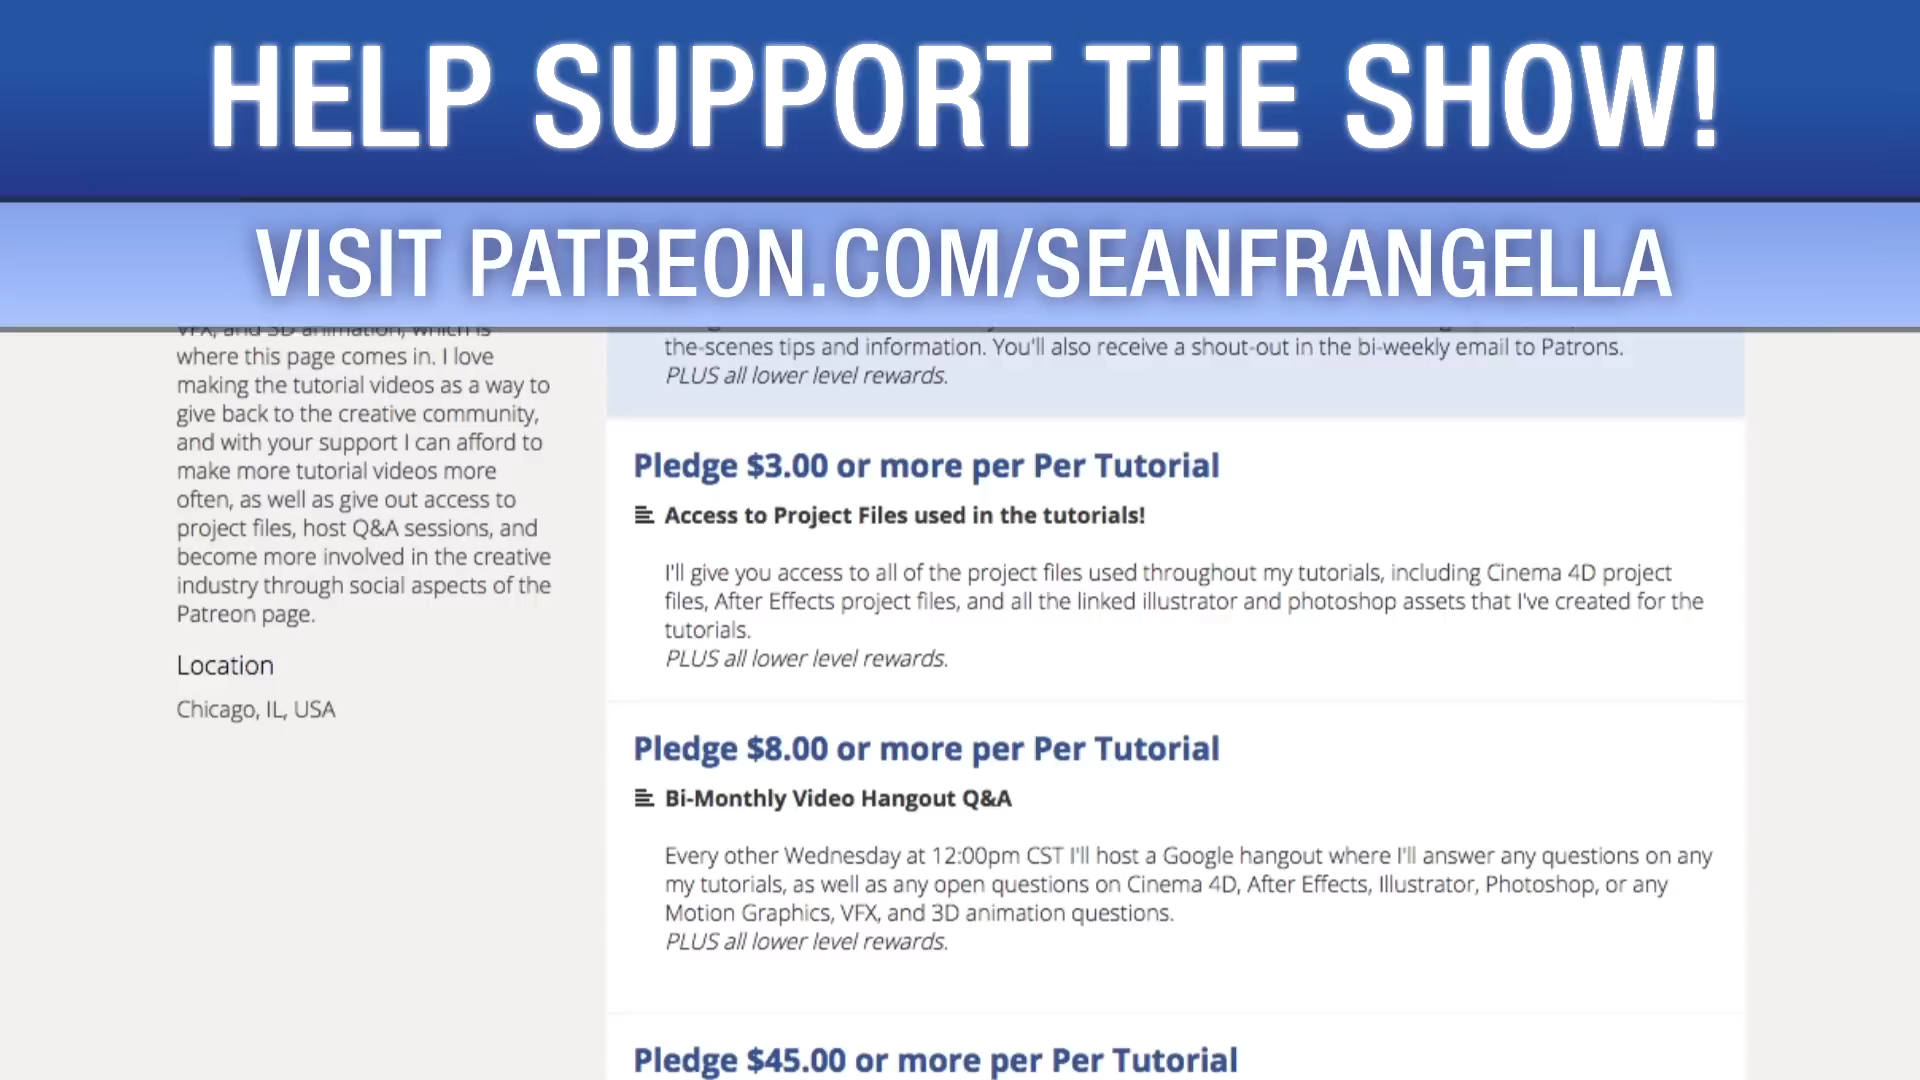 HELP SUPPORT THE SHOW!
VISIT PATREON.COM/SEANFRANGELLA
VFX, and 3D animation, which is
where this page comes in. I love
making the tutorial videos as a way to
give back to the creative community,
and with your support I can afford to
make more tutorial videos more
often, as well as give out access to
project files, host Q&A sessions, and
become more involved in the creative
industry through social aspects of the
Patreon page.
Location
Chicago, IL, USA
the-scenes tips and information. You'll also receive a shout-out in the bi-weekly email to Patrons.
PLUS all lower level rewards.
Pledge $3.00 or more per Per Tutorial
Access to Project Files used in the tutorials!
I'll give you access to all of the project files used throughout my tutorials, including Cinema 4D project
files, After Effects project files, and all the linked illustrator and photoshop assets that I've created for the
tutorials.
PLUS all lower level rewards.
Pledge $8.00 or more per Per Tutorial
Bi-Monthly Video Hangout Q&A
Every other Wednesday at 12:00pm CST I'll host a Google hangout where I'll answer any questions on any
my tutorials, as well as any open questions on Cinema 4D, After Effects, Illustrator, Photoshop, or any
Motion Graphics, VFX, and 3D animation questions.
PLUS all lower level rewards.
Pledge $45.00 or more per Per Tutorial